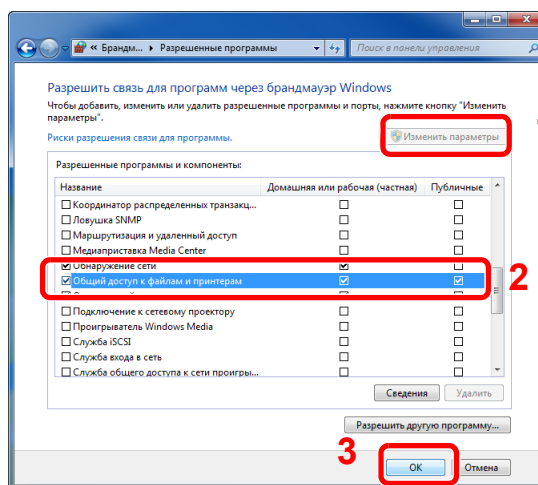 « Брандм... ▸ Разрешенные программы
Поиск в панели управления
Разрешить связь для программ через брандмауэр Windows
Чтобы добавить, изменить или удалить разрешенные программы и порты, нажмите кнопку "Изменить
параметры".
Риски разрешения связи для программы.
Изменить параметры
Разрешенные программы и компоненты:
Название Домашняя или рабочая (частная) Публичные
Координатор распределенных транзакц...
Ловушка SNMP
Маршрутизация и удаленный доступ
Медиаприставка Media Center
Обнаружение сети
Общий доступ к файлам и принтерам
2
Подключение к сетевому проектору
Проигрыватель Windows Media
Служба iSCSI
Служба входа в сеть
Служба общего доступа к сети проигры...
Сведения Удалить
Разрешить другую программу...
3
ОК Отмена